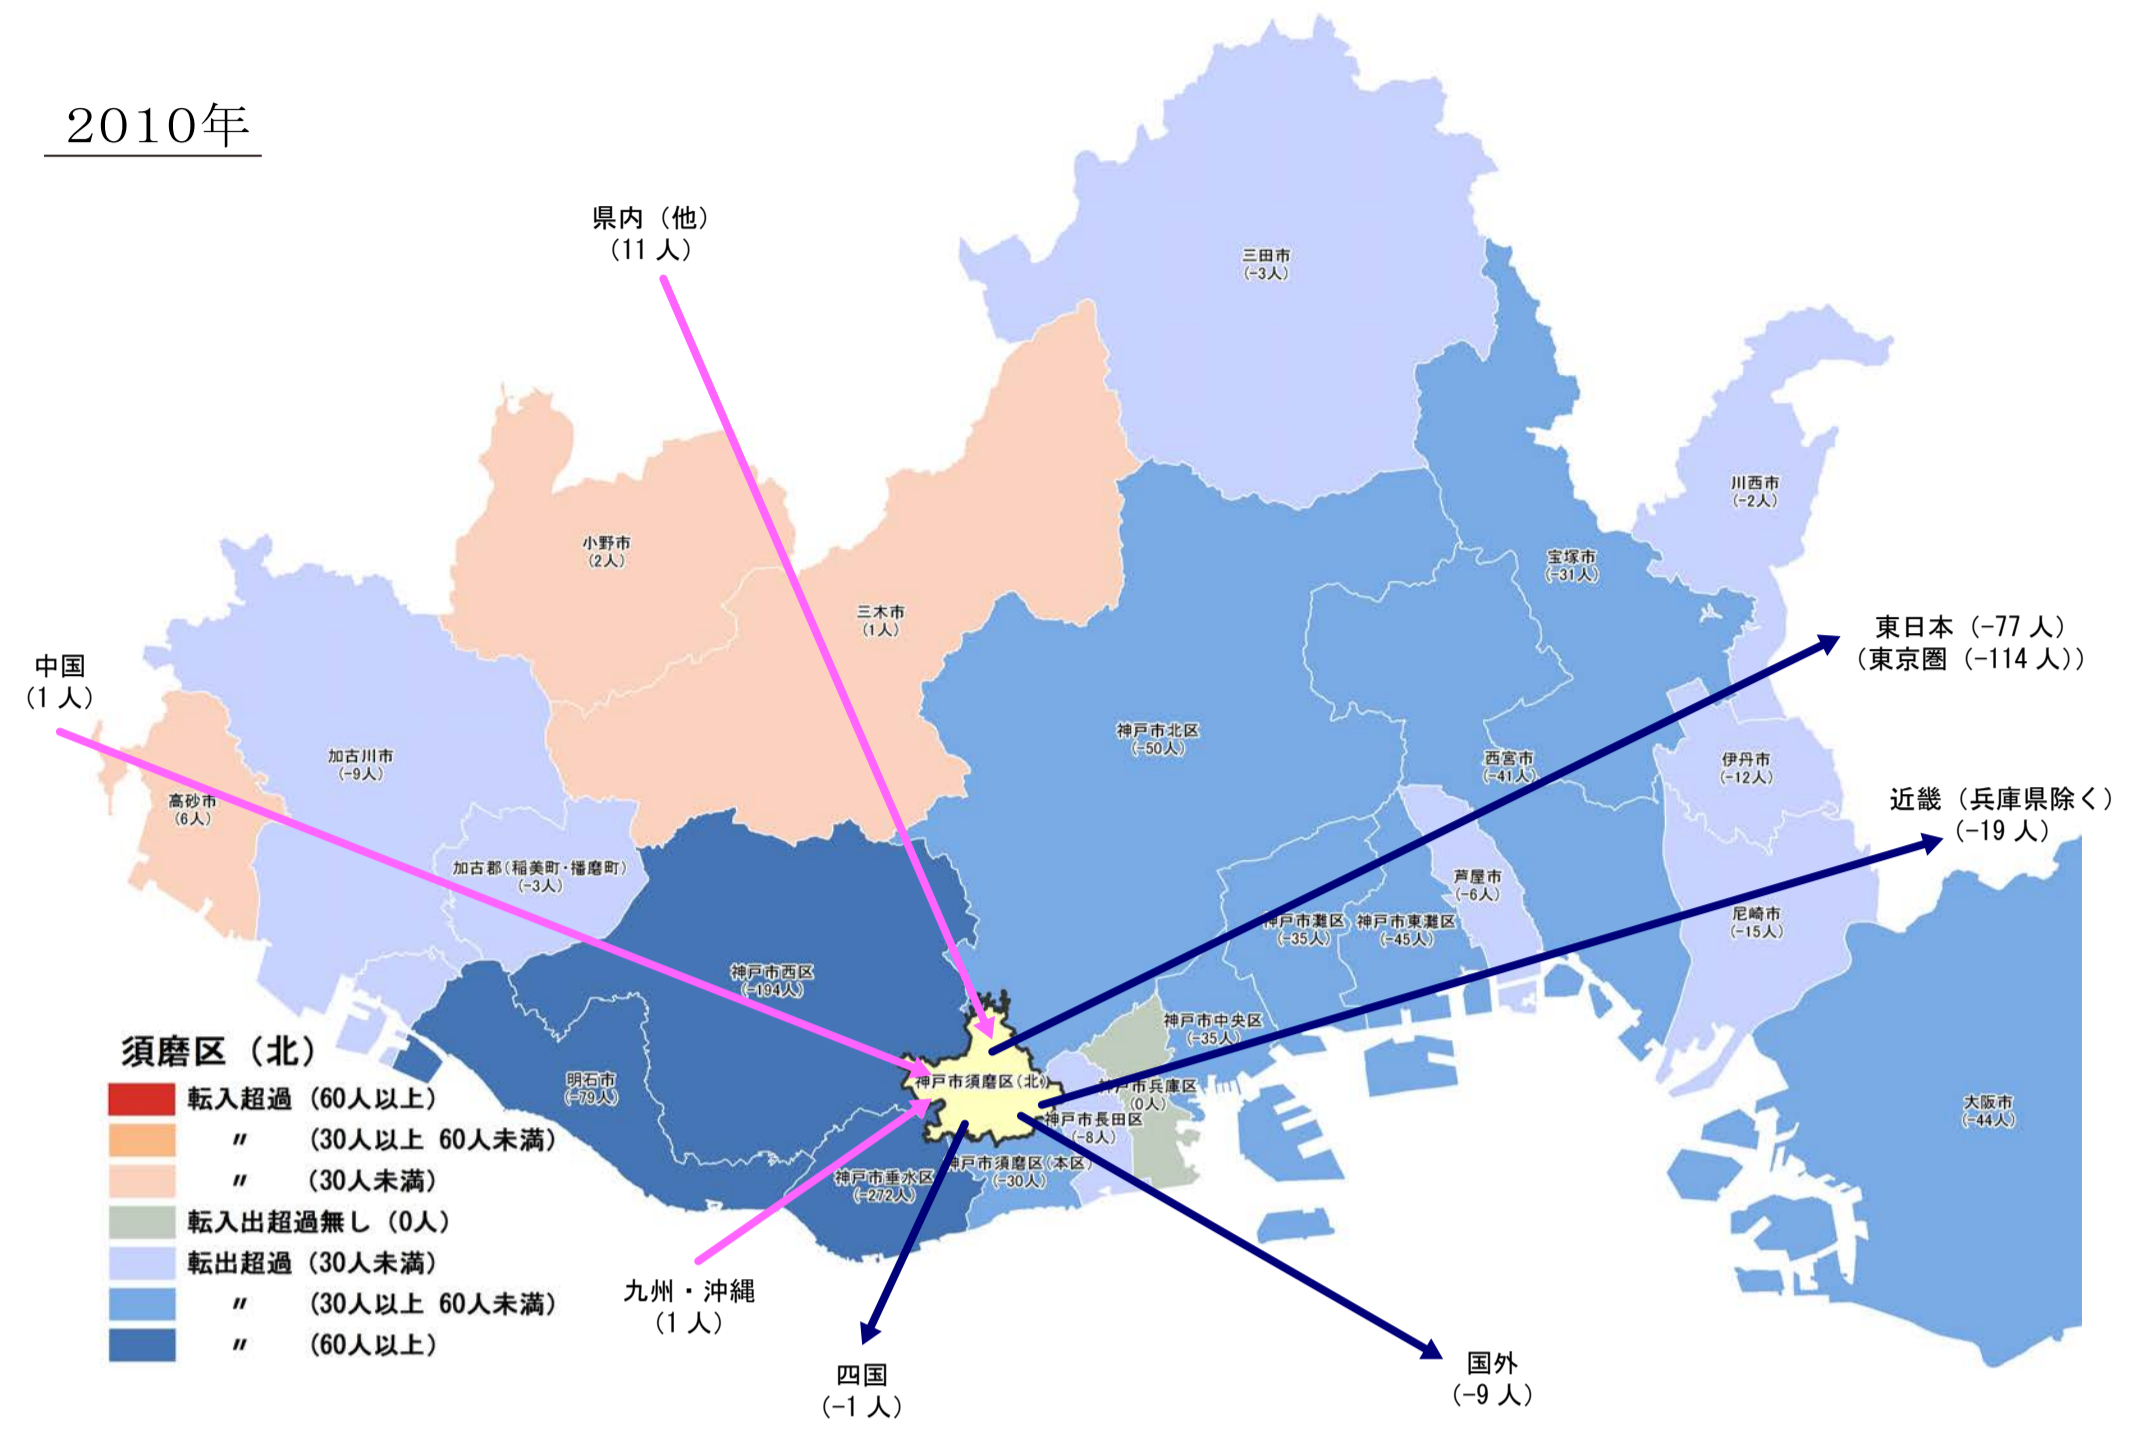 2010年
県内（他）
（11 人）
三田市
（-3人）
川西市
（-2人）
小野市
（2人）
宝塚市
（-31人）
三木市
（1人）
東日本（-77 人）
（東京圏（-114 人））
中国
（1 人）
神戸市北区
（-50人）
加古川市
（-9人）
西宮市
（-41人）
伊丹市
（-12人）
高砂市
（6人）
近畿（兵庫県除く）
（-19 人）
加古郡（稲美町・播磨町）
（-3人）
芦屋市
（-6人）
神戸市灘区
（-35人）
神戸市東灘区
（-45人）
尼崎市
（-15人）
神戸市西区
（-194人）
神戸市中央区
（-35人）
神戸市須磨区（北）
明石市
（-79人）
神戸市兵庫区
（0人）
大阪市
（-44人）
神戸市長田区
（-8人）
神戸市須磨区（本区）
（-30人）
神戸市垂水区
（-272人）
須磨区（北）
転入超過（60人以上）
〃 （30人以上 60人未満）
〃 （30人未満）
転入出超過無し（0人）
転出超過（30人未満）
〃 （30人以上 60人未満）
〃 （60人以上）
九州・沖縄
（1 人）
四国
（-1 人）
国外
（-9 人）